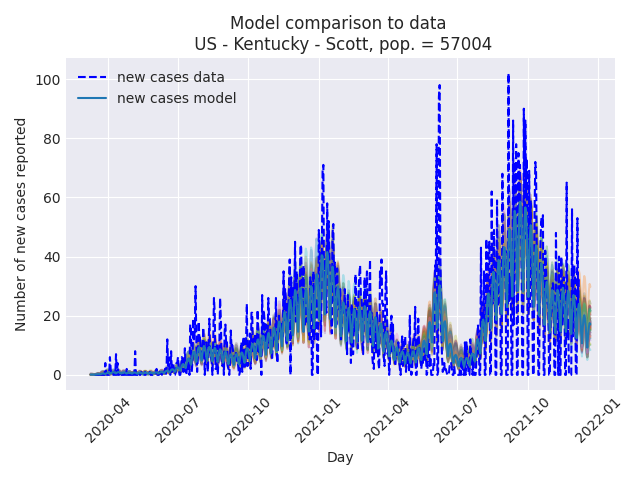 Model comparison to data
US - Kentucky - Scott, pop. = 57004
new cases data
new cases model
Number of new cases reported
100
80
60
40
20
0
2020-04
2020-07
2020-10
2021-01
2021-04
2021-07
2021-10
2022-01
Day